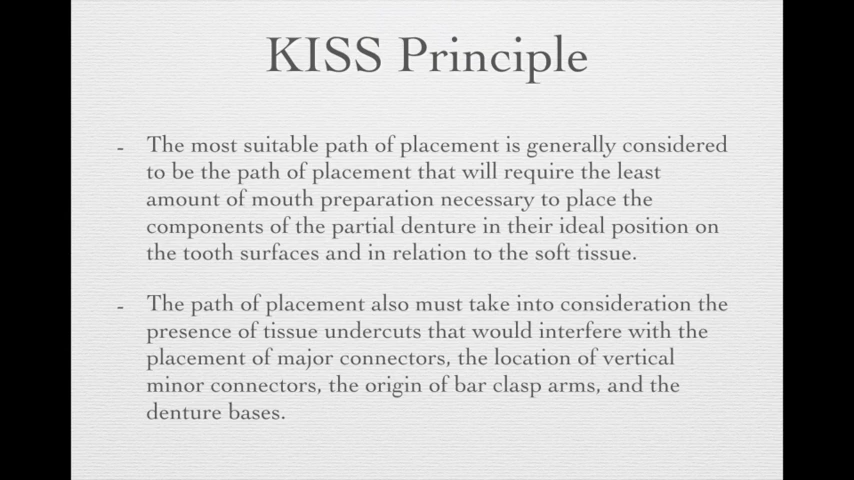 KISS Principle
- The most suitable path of placement is generally considered
to be the path of placement that will require the least
amount of mouth preparation necessary to place the
components of the partial denture in their ideal position on
the tooth surfaces and in relation to the soft tissue.
- The path of placement also must take into consideration the
presence of tissue undercuts that would interfere with the
placement of major connectors, the location of vertical
minor connectors, the origin of bar clasp arms, and the
denture bases.